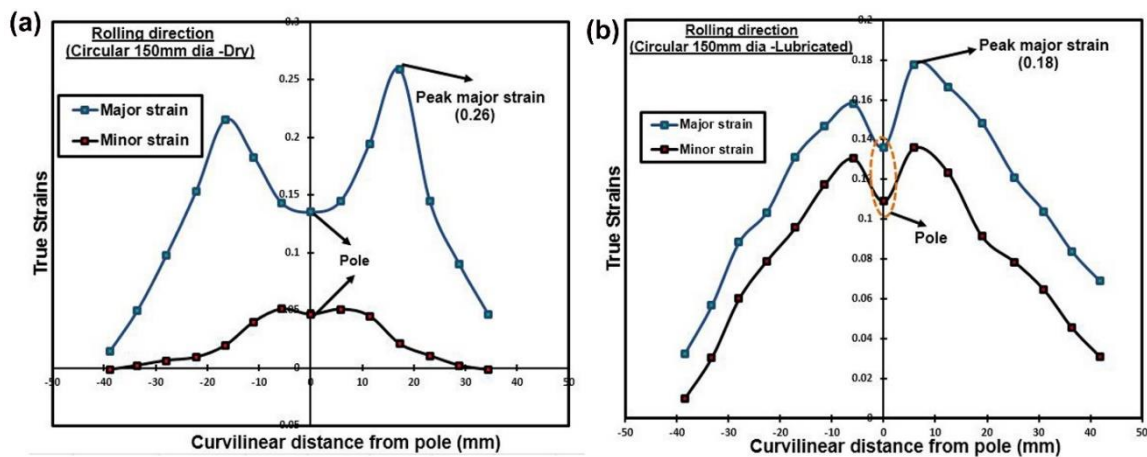 (a)
Rolling direction
(Circular 150mm dia -Dry)
Major strain
Minor strain
Peak major strain
(0.26)
Pole
True Strains
0.3
0.25
0.2
0.15
0.1
0.05
0
0.05
-50 -40 -30 -20 -10 0 10 20 30 40 50
Curvilinear distance from pole (mm)
(b)
Rolling direction
(Circular 150mm dia -Lubricated)
Major strain
Minor strain
Peak major strain
(0.18)
Pole
True Strains
0.2
0.18
0.16
0.14
0.12
0.1
0.08
0.06
0.04
0.02
0
-50 -40 -30 -20 -10 0 10 20 30 40 50
Curvilinear distance from pole (mm)